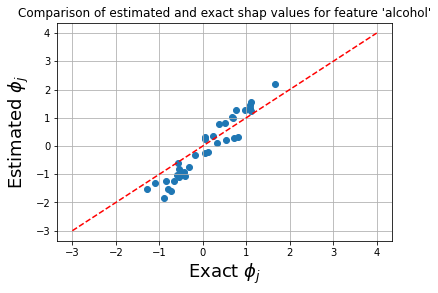 Comparison of estimated and exact shap values for feature 'alcohol'
Estimated ϕj
4
3
2
1
0
−1
−2
−3
−3 −2 −1 0 1 2 3 4
Exact ϕj